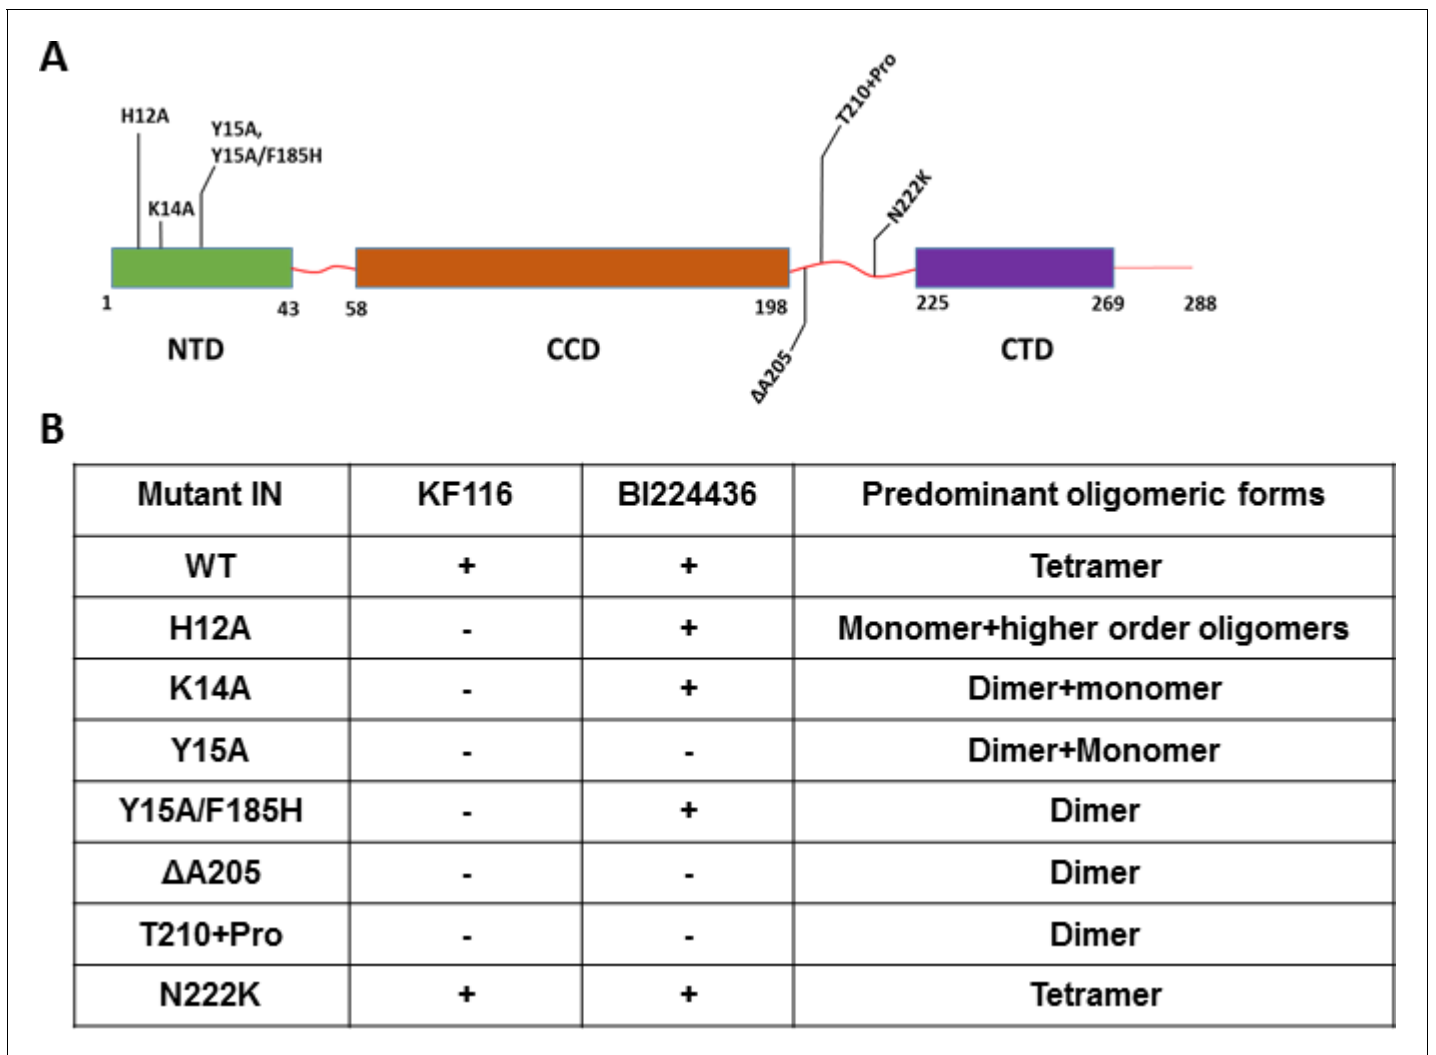 A
H12A
Y15A,
Y15A/F185H
K14A
T210+Pro
N222K
1
43
58
198
225
269
288
NTD
CCD
CTD
ΔA205
B
Mutant IN KF116 BI224436 Predominant oligomeric forms
WT + + Tetramer
H12A - + Monomer+higher order oligomers
K14A - + Dimer+monomer
Y15A - - Dimer+Monomer
Y15A/F185H - + Dimer
ΔA205 - - Dimer
T210+Pro - - Dimer
N222K + + Tetramer